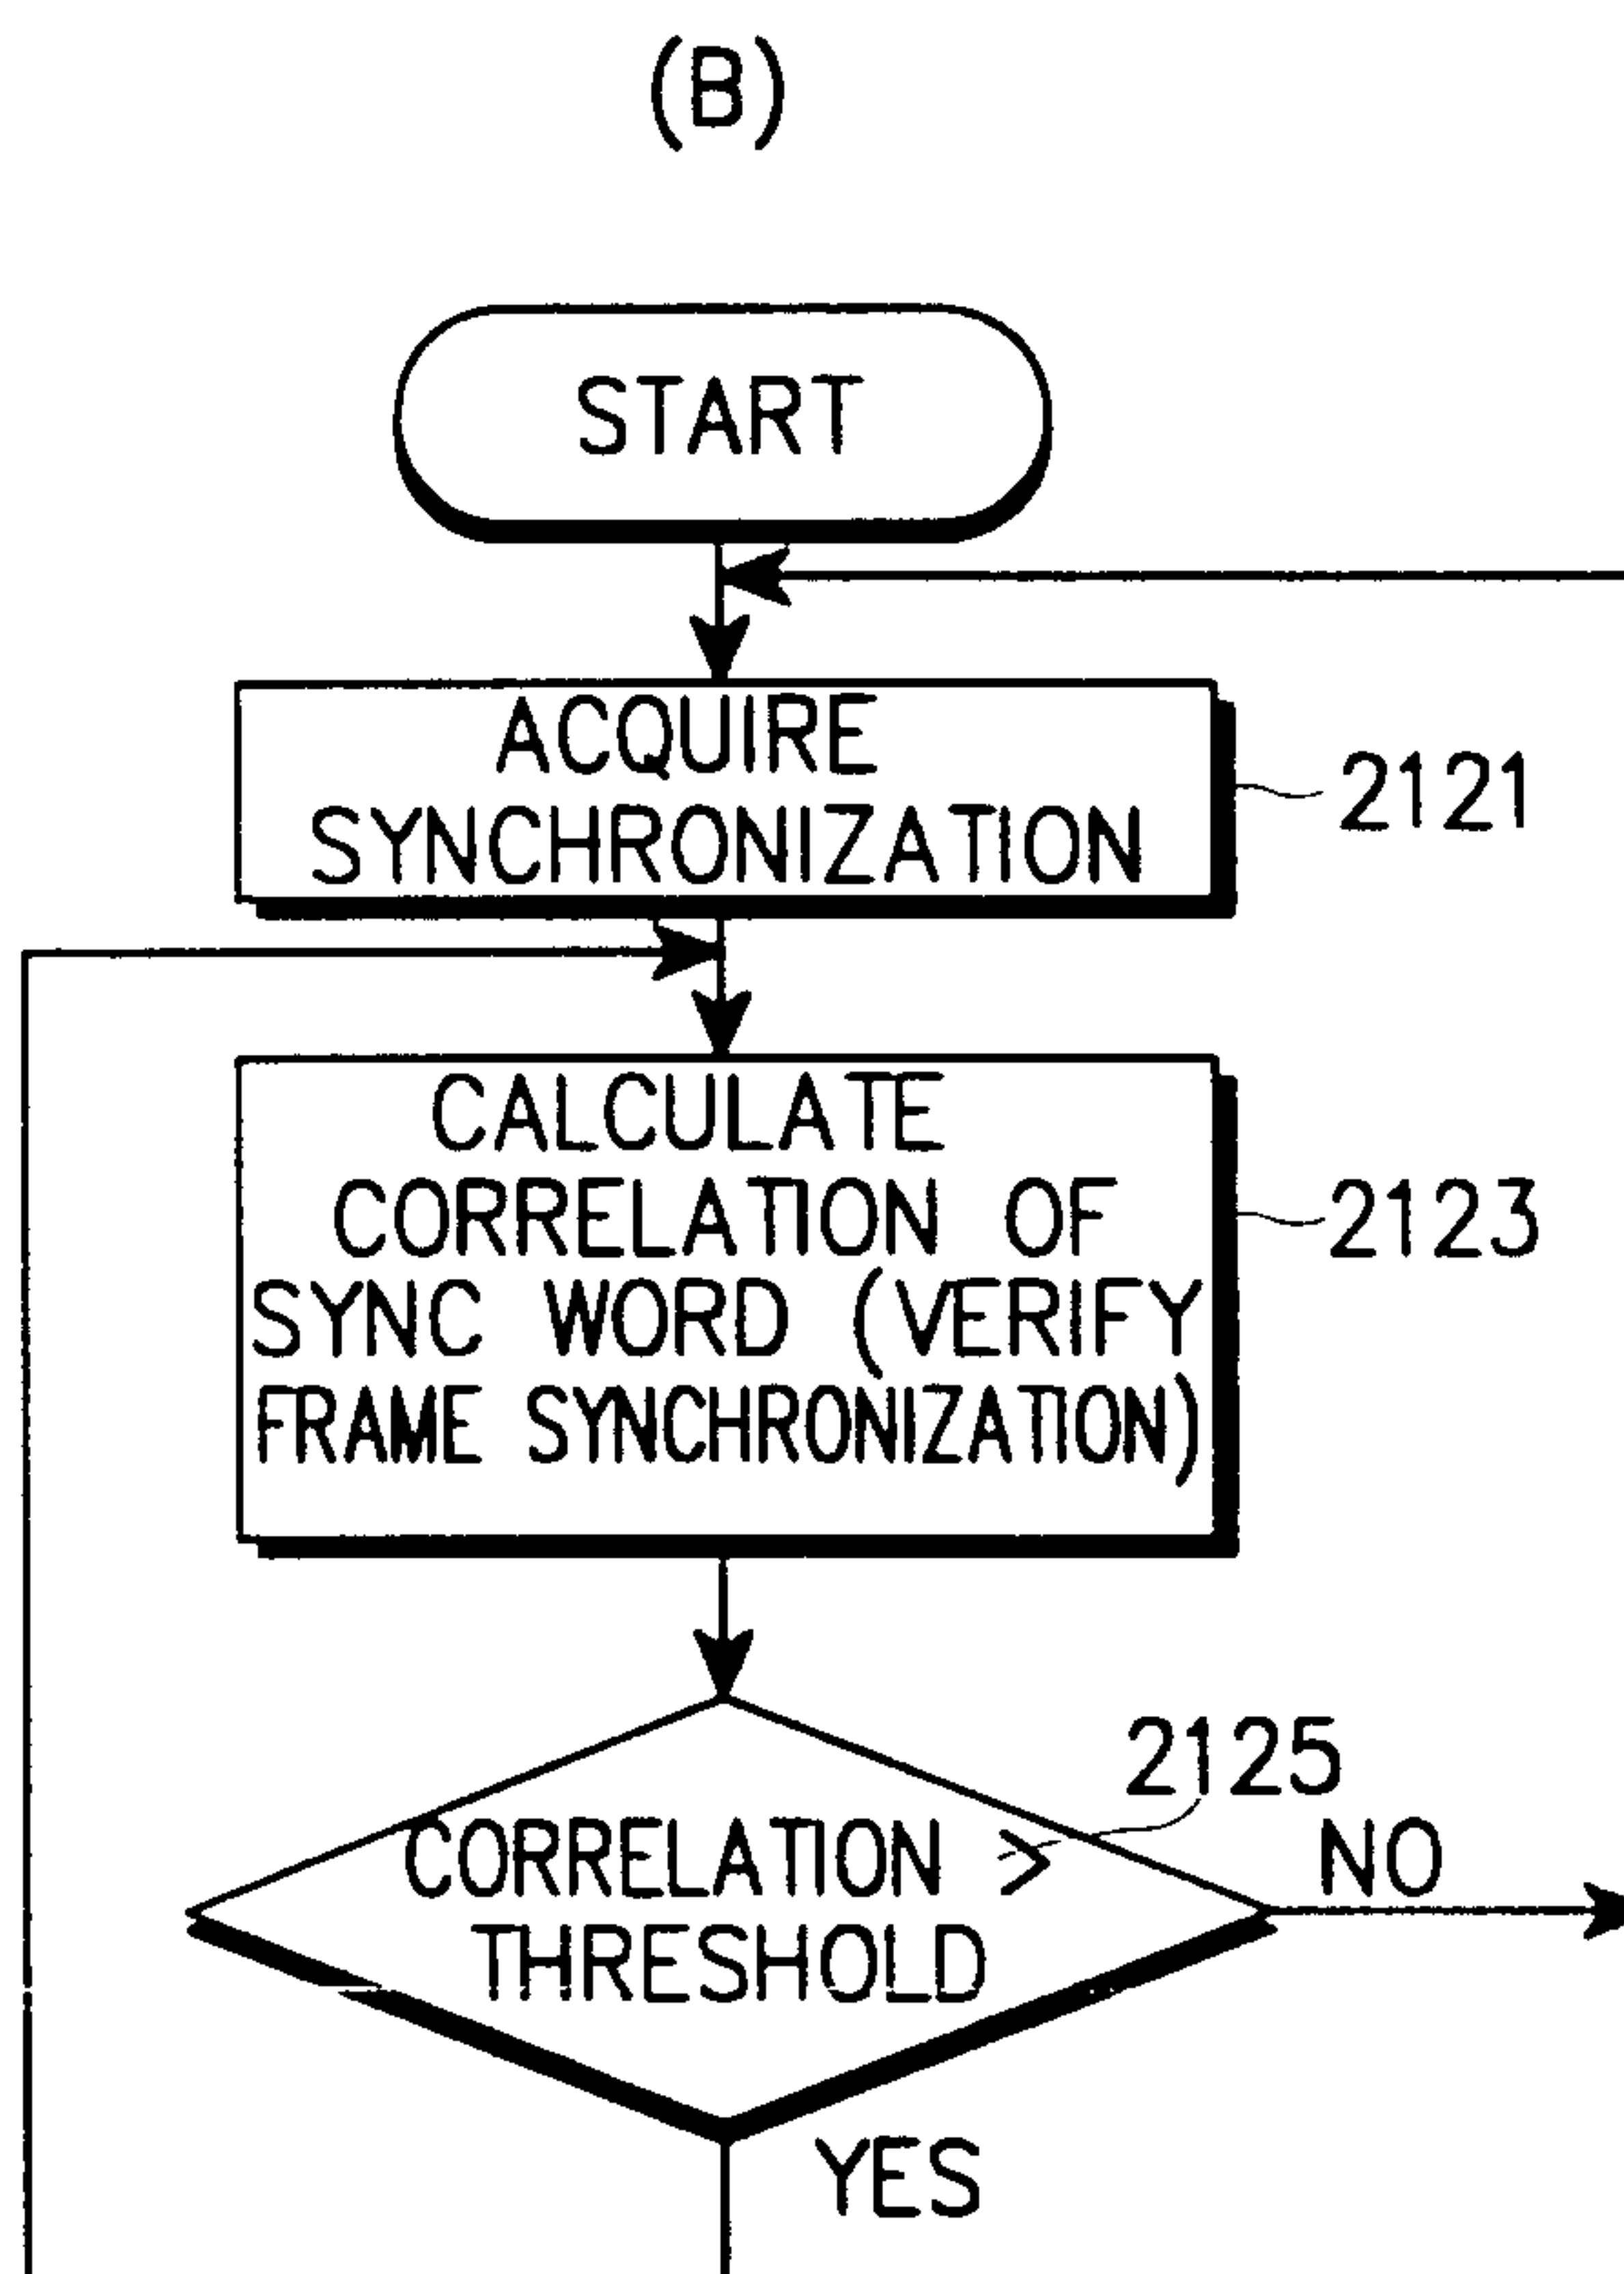 (B)
START
ACQUIRE
SYNCHRONIZATION
2121
CALCULATE
CORRELATION OF
SYNC WORD (VERIFY
FRAME SYNCHRONIZATION)
2123
2125
CORRELATION >
THRESHOLD
NO
YES